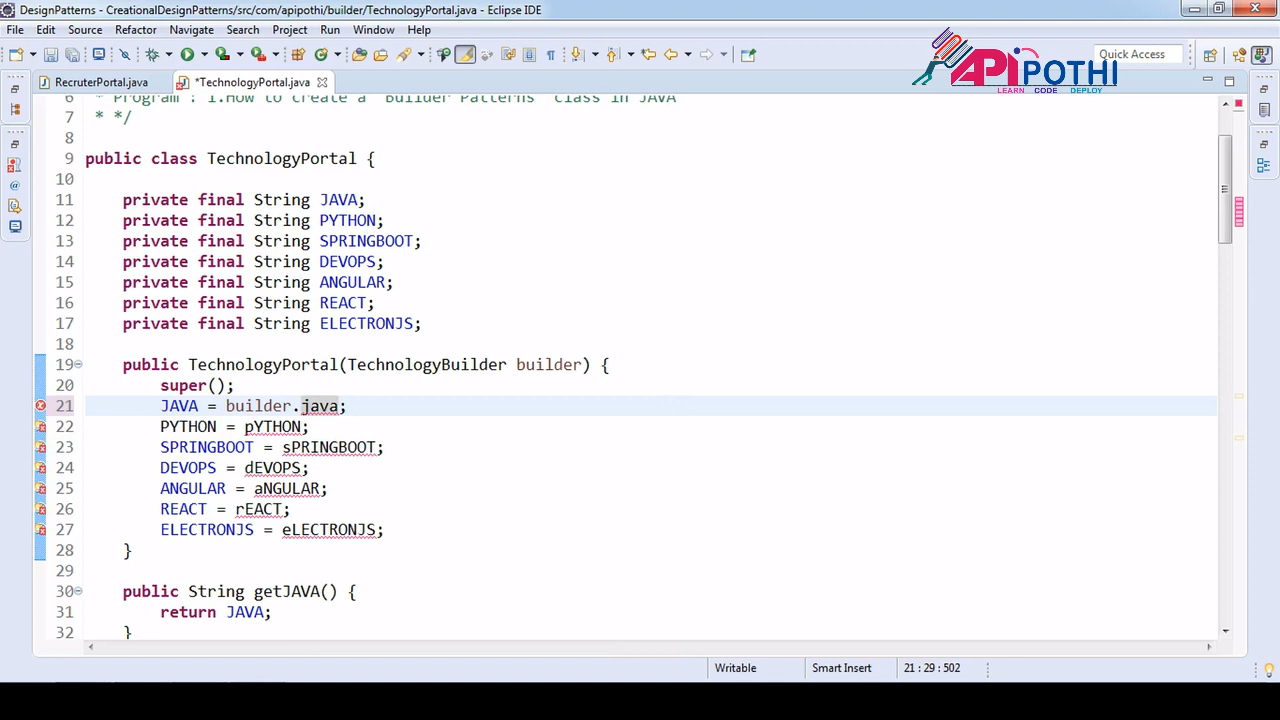 DesignPatterns - CreationalDesignPatterns/src/com/apipothi/builder/TechnologyPortal.java - Eclipse IDE
File Edit Source Refactor Navigate Search Project Run Window Help
Quick Access
APIPOTHI
LEARN CODE DEPLOY
RecruterPortal.java *TechnologyPortal.java
6 * Program : 1.How to create a "Builder Patterns" class in JAVA
7 * */
8
9 public class TechnologyPortal {
10
11 private final String JAVA;
12 private final String PYTHON;
13 private final String SPRINGBOOT;
14 private final String DEVOPS;
15 private final String ANGULAR;
16 private final String REACT;
17 private final String ELECTRONJS;
18
19 public TechnologyPortal(TechnologyBuilder builder) {
20 super();
21 JAVA = builder.java;
22 PYTHON = pYTHON;
23 SPRINGBOOT = sPRINGBOOT;
24 DEVOPS = dEVOPS;
25 ANGULAR = aNGULAR;
26 REACT = rEACT;
27 ELECTRONJS = eLECTRONJS;
28 }
29
30 public String getJAVA() {
31 return JAVA;
32 }
Writable Smart Insert 21 : 29 : 502